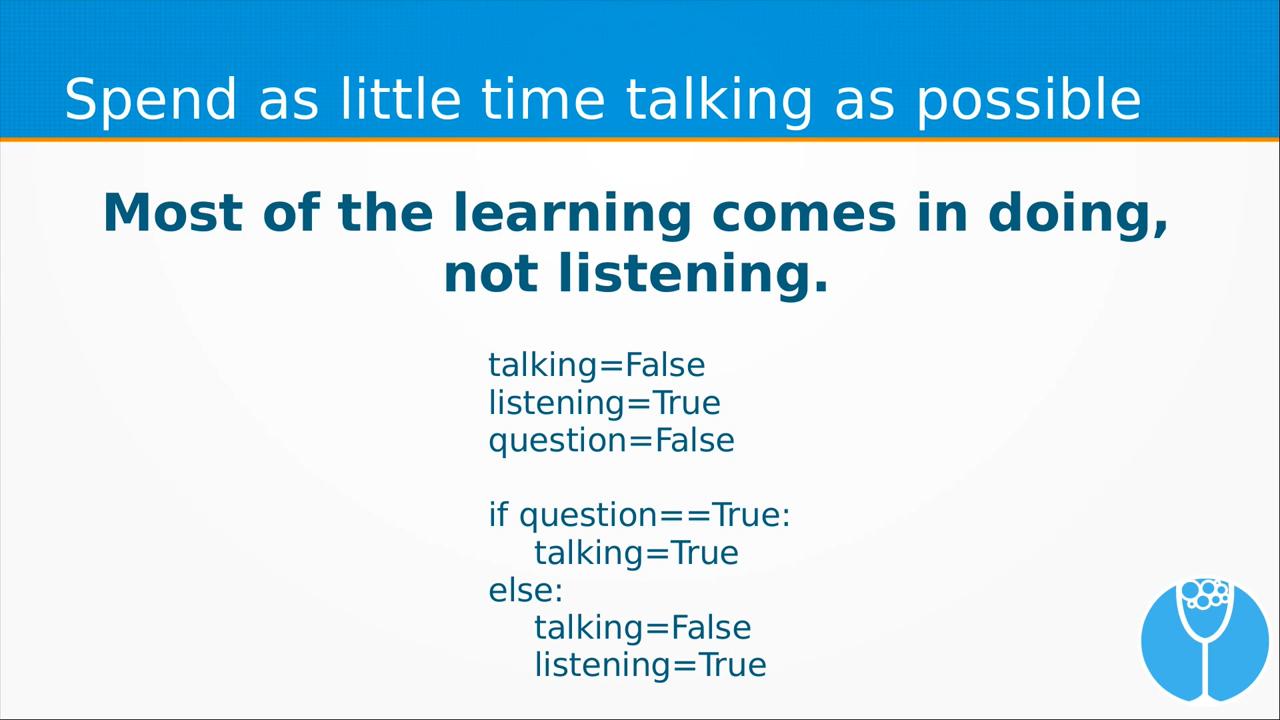 Spend as little time talking as possible
Most of the learning comes in doing,
not listening.
talking=False
listening=True
question=False
if question==True:
talking=True
else:
talking=False
listening=True